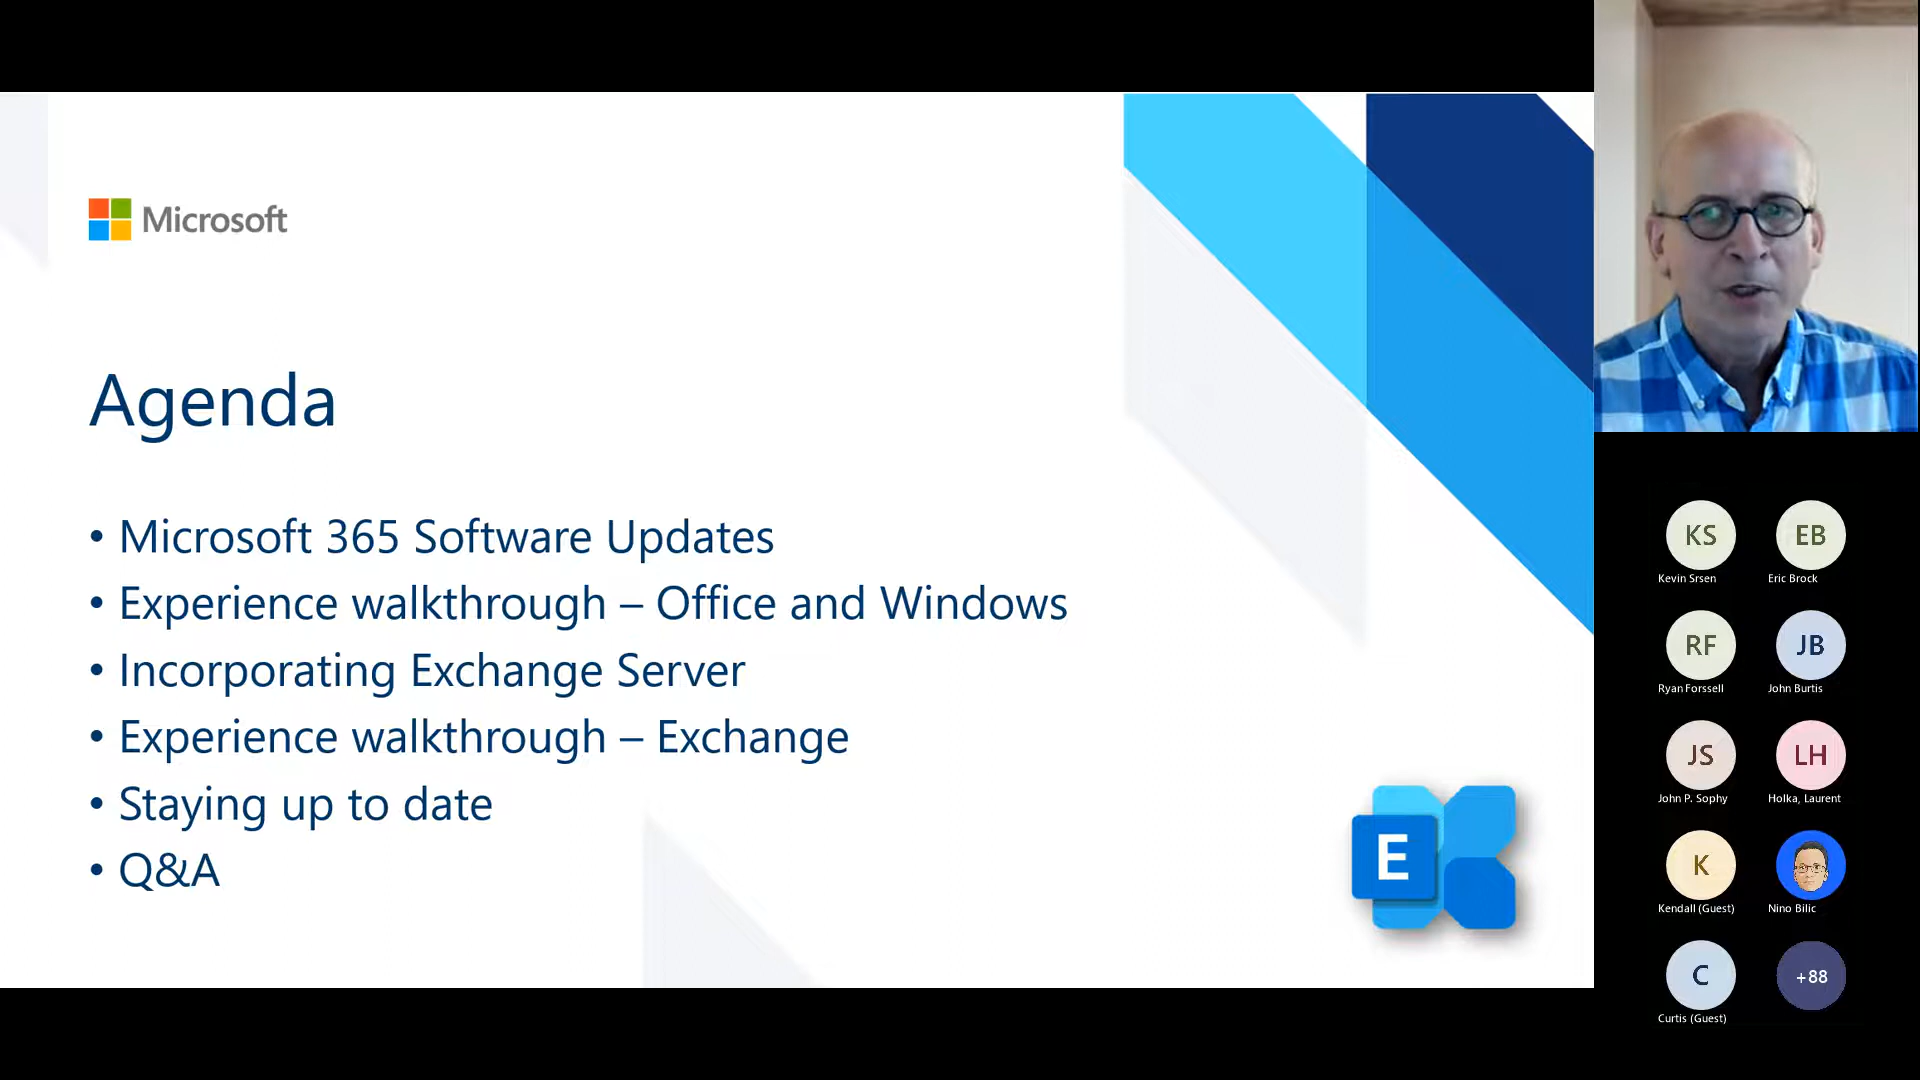 Microsoft
Agenda
• Microsoft 365 Software Updates
• Experience walkthrough – Office and Windows
• Incorporating Exchange Server
• Experience walkthrough – Exchange
• Staying up to date
• Q&A
E
KS
EB
Kevin Srsen
Eric Brock
RF
JB
Ryan Forssell
John Burtis
JS
LH
John P. Sophy
Holka, Laurent
K
Kendall (Guest)
Nino Bilic
C
+88
Curtis (Guest)